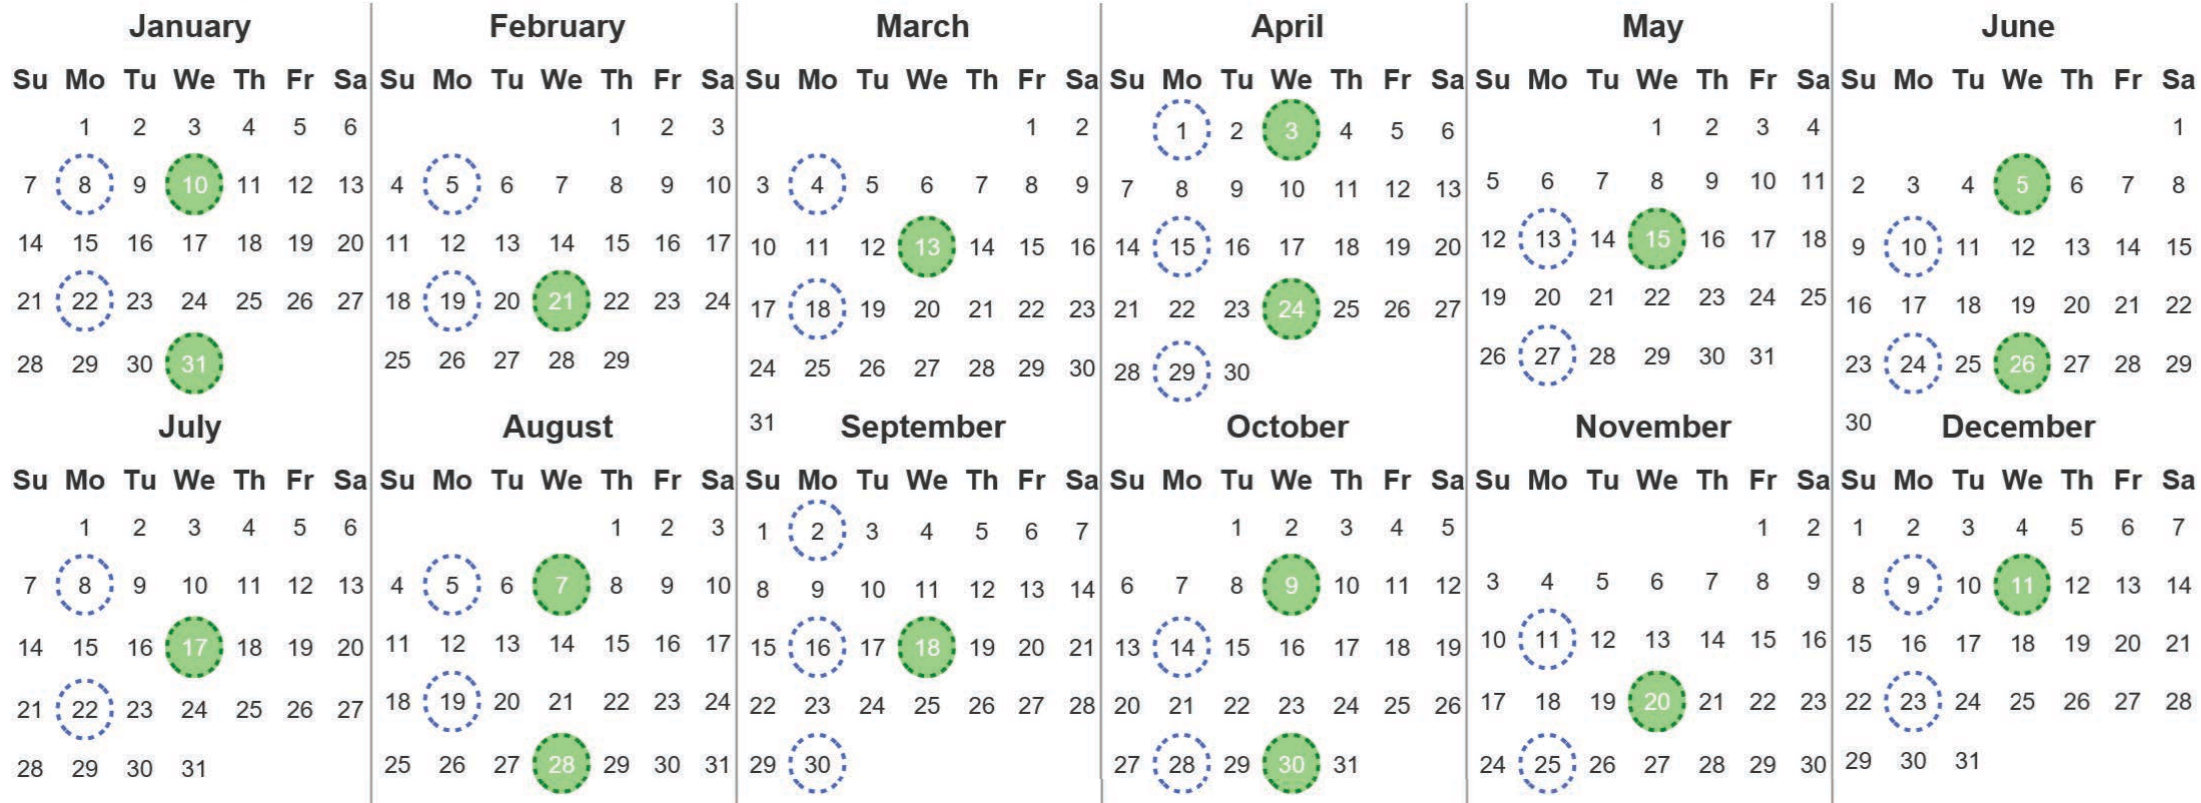 January February March April May June
Su Mo Tu We Th Fr Sa Su Mo Tu We Th Fr Sa Su Mo Tu We Th Fr Sa Su Mo Tu We Th Fr Sa Su Mo Tu We Th Fr Sa Su Mo Tu We Th Fr Sa
1 2 3 4 5 6 1 2 3 1 2 1 2 3 4 5 6 1 2 3 4 1
7 8 9 10 11 12 13 4 5 6 7 8 9 10 3 4 5 6 7 8 9 7 8 9 10 11 12 13 5 6 7 8 9 10 11 2 3 4 5 6 7 8
14 15 16 17 18 19 20 11 12 13 14 15 16 17 10 11 12 13 14 15 16 14 15 16 17 18 19 20 12 13 14 15 16 17 18 9 10 11 12 13 14 15
21 22 23 24 25 26 27 18 19 20 21 22 23 24 17 18 19 20 21 22 23 21 22 23 24 25 26 27 19 20 21 22 23 24 25 16 17 18 19 20 21 22
28 29 30 31 25 26 27 28 29 24 25 26 27 28 29 30 28 29 30 26 27 28 29 30 31 23 24 25 26 27 28 29
31 30
July August September October November December
Su Mo Tu We Th Fr Sa Su Mo Tu We Th Fr Sa Su Mo Tu We Th Fr Sa Su Mo Tu We Th Fr Sa Su Mo Tu We Th Fr Sa Su Mo Tu We Th Fr Sa
1 2 3 4 5 6 1 2 3 1 2 3 4 5 6 7 1 2 3 4 5 1 2 1 2 3 4 5 6 7
7 8 9 10 11 12 13 4 5 6 7 8 9 10 8 9 10 11 12 13 14 6 7 8 9 10 11 12 3 4 5 6 7 8 9 8 9 10 11 12 13 14
14 15 16 17 18 19 20 11 12 13 14 15 16 17 15 16 17 18 19 20 21 13 14 15 16 17 18 19 10 11 12 13 14 15 16 15 16 17 18 19 20 21
21 22 23 24 25 26 27 18 19 20 21 22 23 24 22 23 24 25 26 27 28 20 21 22 23 24 25 26 17 18 19 20 21 22 23 22 23 24 25 26 27 28
28 29 30 31 25 26 27 28 29 30 31 29 30 27 28 29 30 31 24 25 26 27 28 29 30 29 30 31